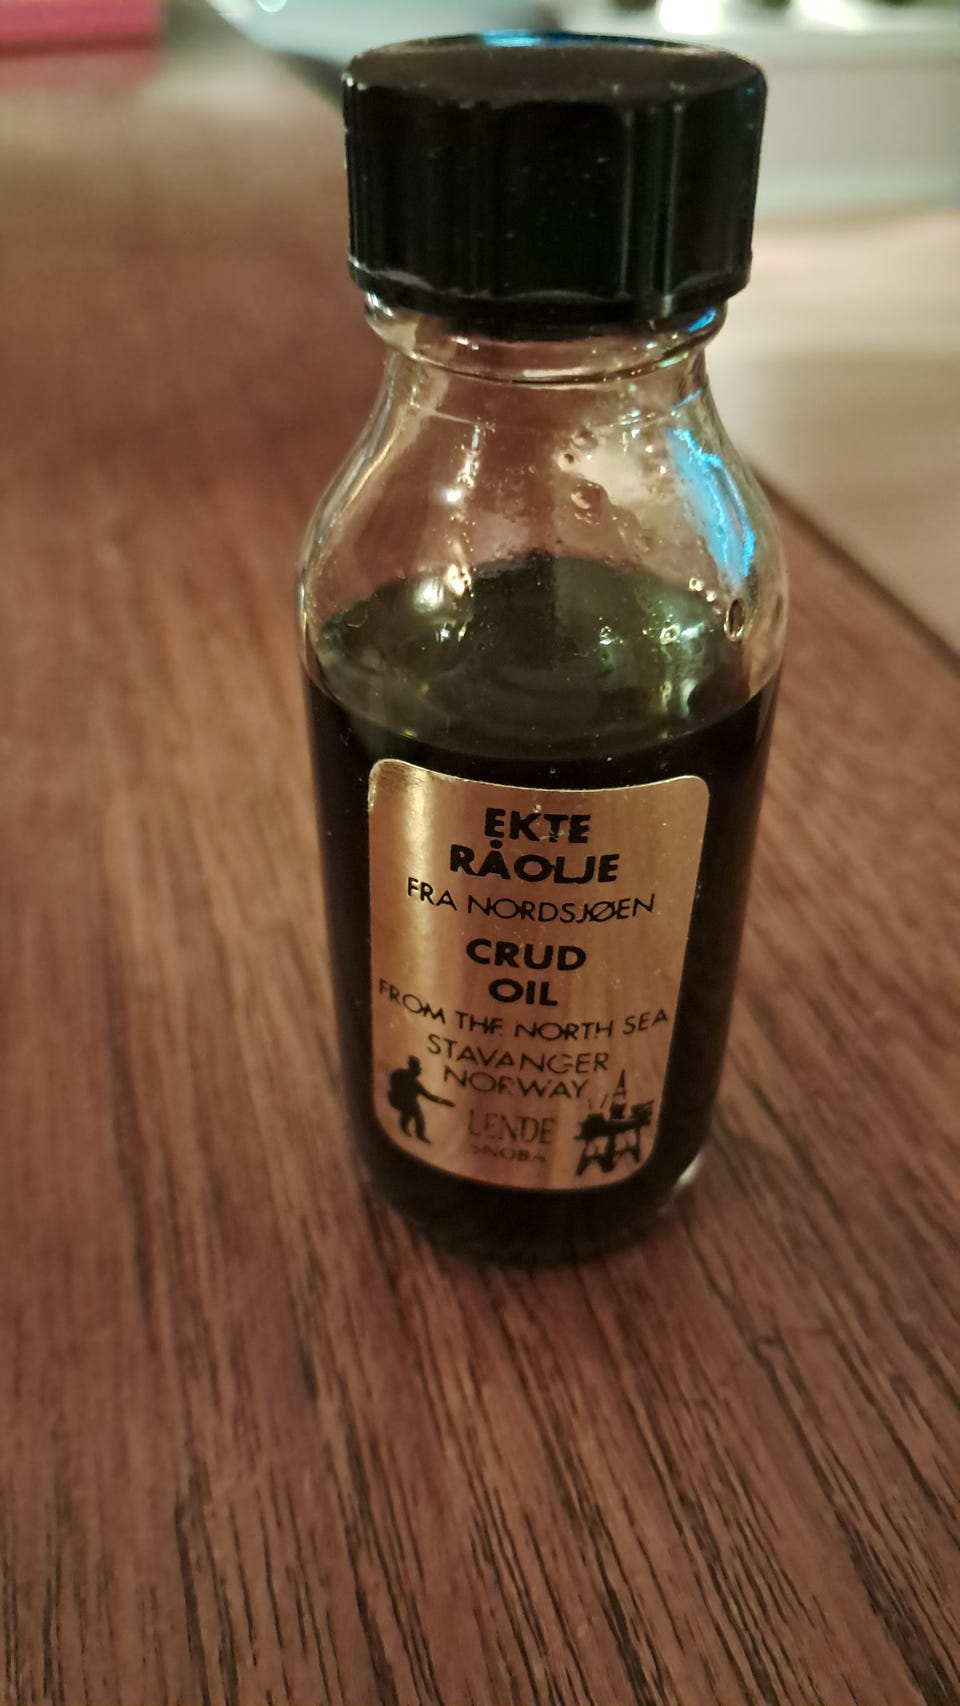 EKTE
RÅOLJE
FRA NORDSJØEN
CRUD
OIL
FROM THE NORTH SEA
STAVANGER
NORWAY
LENDE
SNOBA